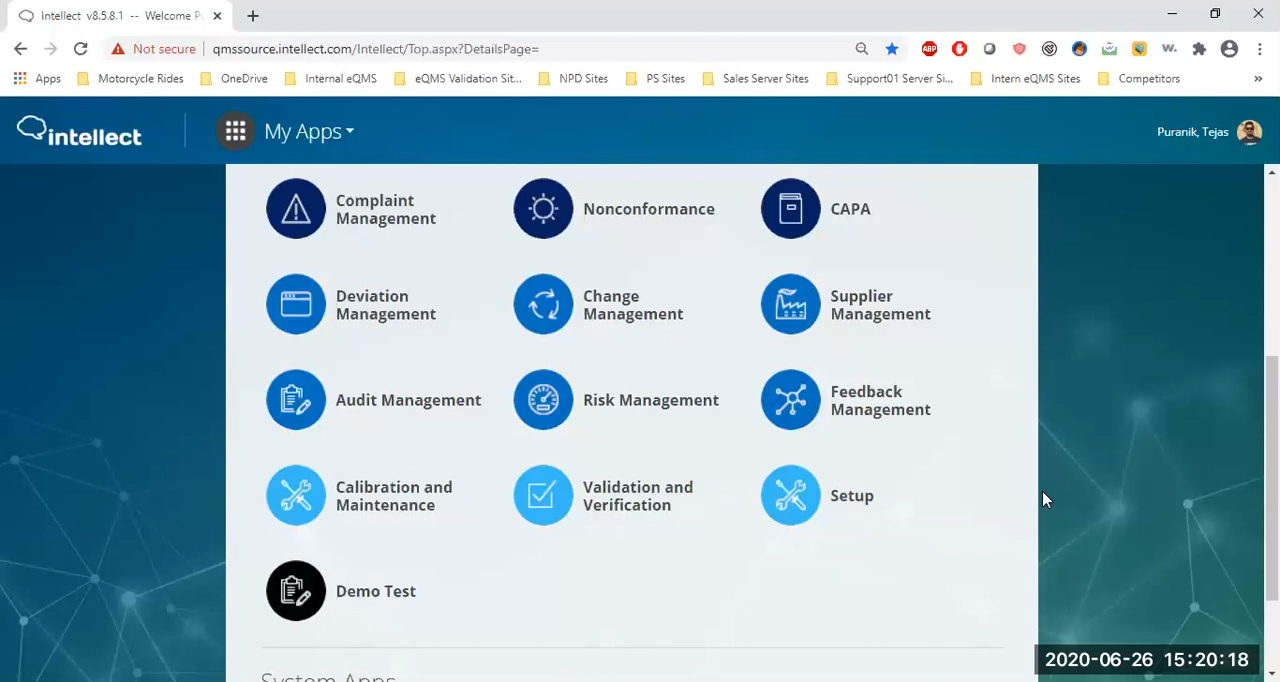 Intellect v8.5.8.1 -- Welcome P
Not secure
qmssource.intellect.com/Intellect/Top.aspx?DetailsPage=
ABP
W.
Apps
Motorcycle Rides
OneDrive
Internal eQMS
eQMS Validation Sit...
NPD Sites
PS Sites
Sales Server Sites
Support01 Server Si...
Intern eQMS Sites
Competitors
»
intellect
My Apps
Puranik, Tejas
Complaint
Management
Nonconformance
CAPA
Deviation
Management
Change
Management
Supplier
Management
Audit Management
Risk Management
Feedback
Management
Calibration and
Maintenance
Validation and
Verification
Setup
Demo Test
System Apps
2020-06-26 15:20:18